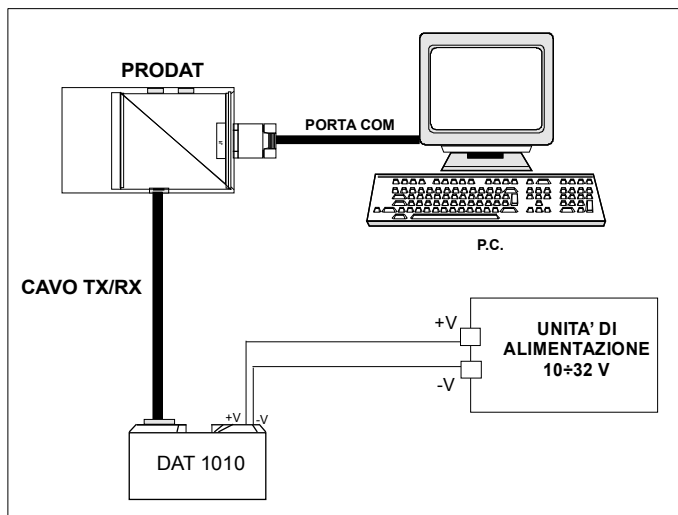 PRODAT
PORTA COM
P.C.
CAVO TX/RX
+V
UNITA' DI
ALIMENTAZIONE
10÷32 V
-V
+V
-V
DAT 1010